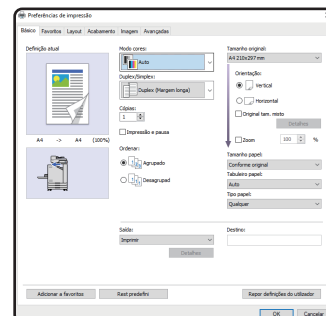 Preferências de impressão
Básico Favoritos Layout Acabamento Imagem Avançadas
Definição atual
A4 -> A4 (100%)
Modo cores:
Auto
Duplex/Simplex:
Duplex (Margem longa)
Cópias:
1
Impressão e pausa
Ordenar:
Agrupado
Desagrupad
Saída:
Imprimir
Detalhes
Tamanho original:
A4 210x297 mm
Orientação:
Vertical
Horizontal
Original tam. misto
Detalhes
Zoom 100 %
Tamanho papel:
Conforme original
Tabuleiro papel:
Auto
Tipo papel:
Qualquer
Destino:
Adicionar a favoritos Rest predefini Repor definições do utilizador
OK Cancelar